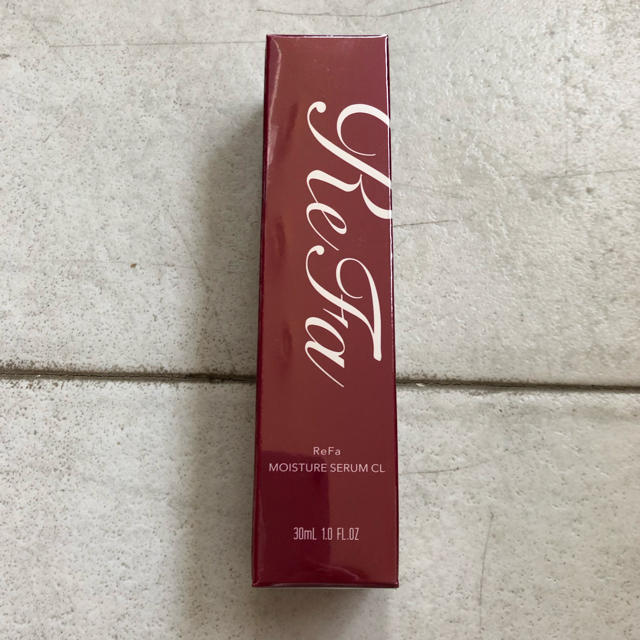 ReFa
ReFa
MOISTURE SERUM CL
30mL 1.0 FL.OZ